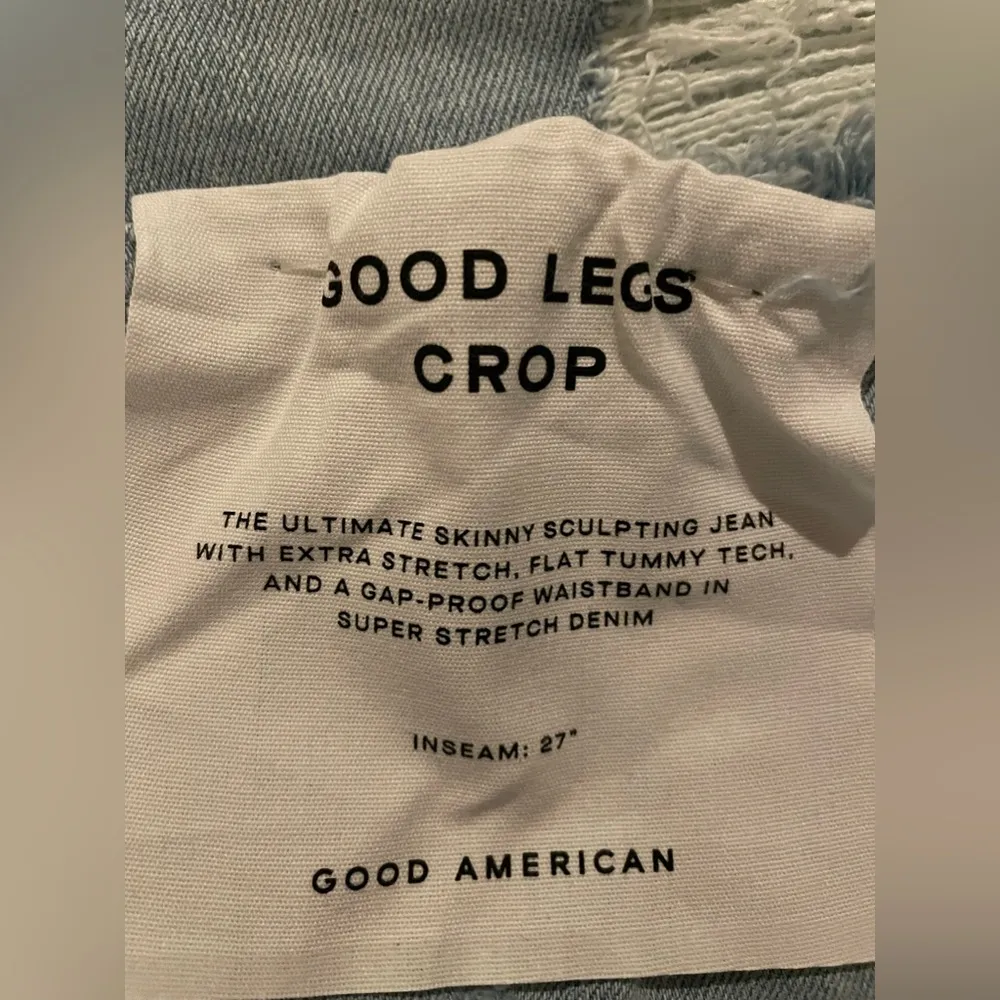 GOOD LEGS
CROP
THE ULTIMATE SKINNY SCULPTING JEAN
WITH EXTRA STRETCH, FLAT TUMMY TECH,
AND A GAP-PROOF WAISTBAND IN
SUPER STRETCH DENIM
INSEAM: 27"
GOOD AMERICAN